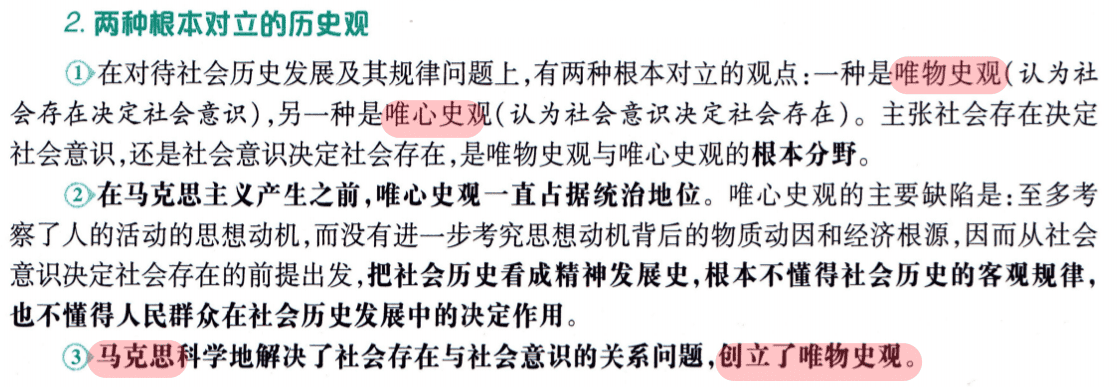 2. 两种根本对立的历史观
①在对待社会历史发展及其规律问题上,有两种根本对立的观点:一种是唯物史观(认为社
会存在决定社会意识),另一种是唯心史观(认为社会意识决定社会存在)。主张社会存在决定
社会意识,还是社会意识决定社会存在,是唯物史观与唯心史观的根本分野。
②在马克思主义产生之前,唯心史观一直占据统治地位。唯心史观的主要缺陷是:至多考
察了人的活动的思想动机,而没有进一步考究思想动机背后的物质动因和经济根源,因而从社会
意识决定社会存在的前提出发,把社会历史看成精神发展史,根本不懂得社会历史的客观规律,
也不懂得人民群众在社会历史发展中的决定作用。
③马克思科学地解决了社会存在与社会意识的关系问题,创立了唯物史观。